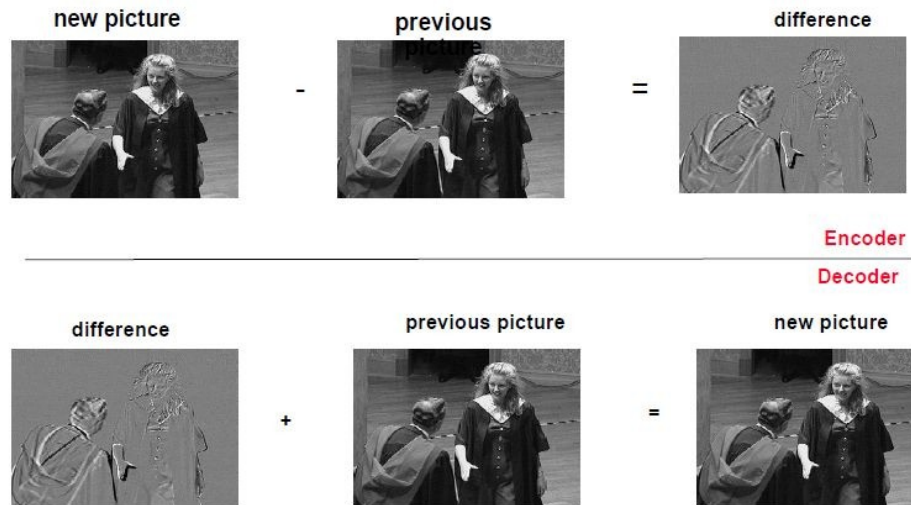 new picture
previous
picture
difference
-
=
Encoder
Decoder
difference
previous picture
new picture
+
=